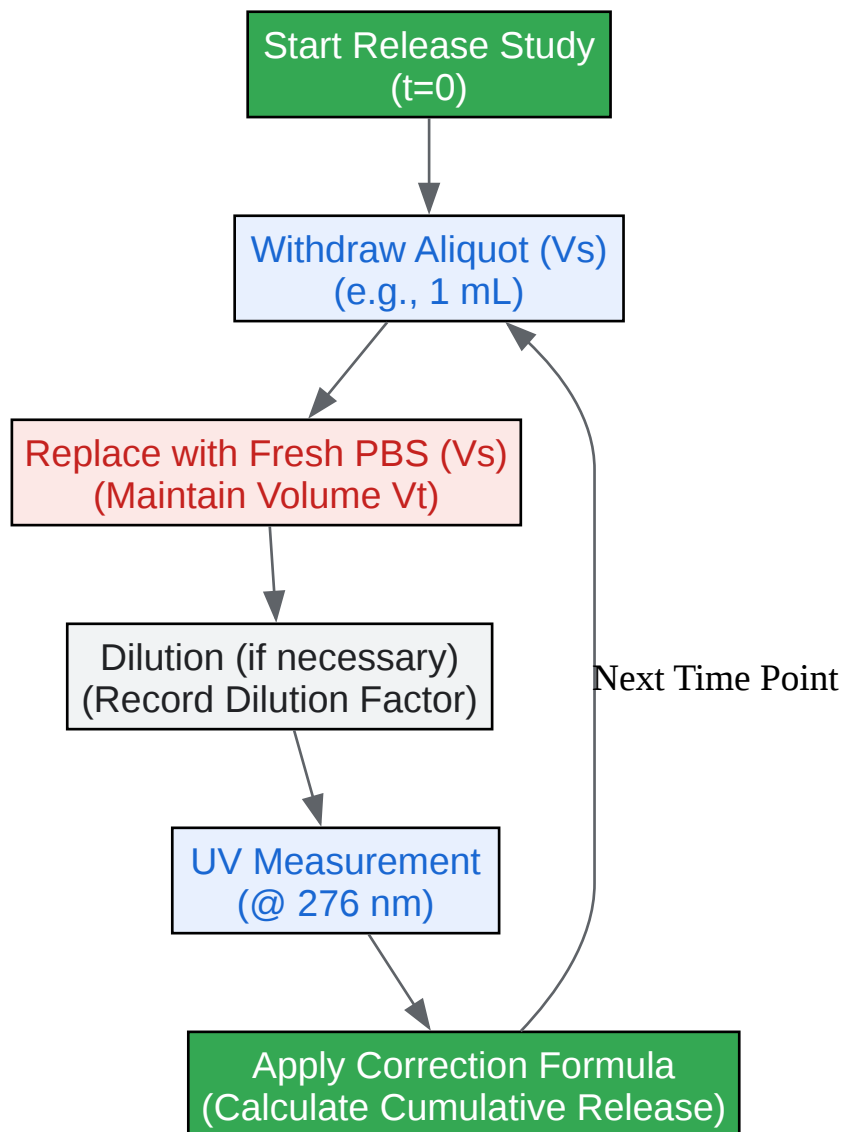 Start Release Study
(t=0)
Withdraw Aliquot (Vs)
(e.g., 1 mL)
Replace with Fresh PBS (Vs)
(Maintain Volume Vt)
Dilution (if necessary)
(Record Dilution Factor)
Next Time Point
UV Measurement
(@ 276 nm)
Apply Correction Formula
(Calculate Cumulative Release)